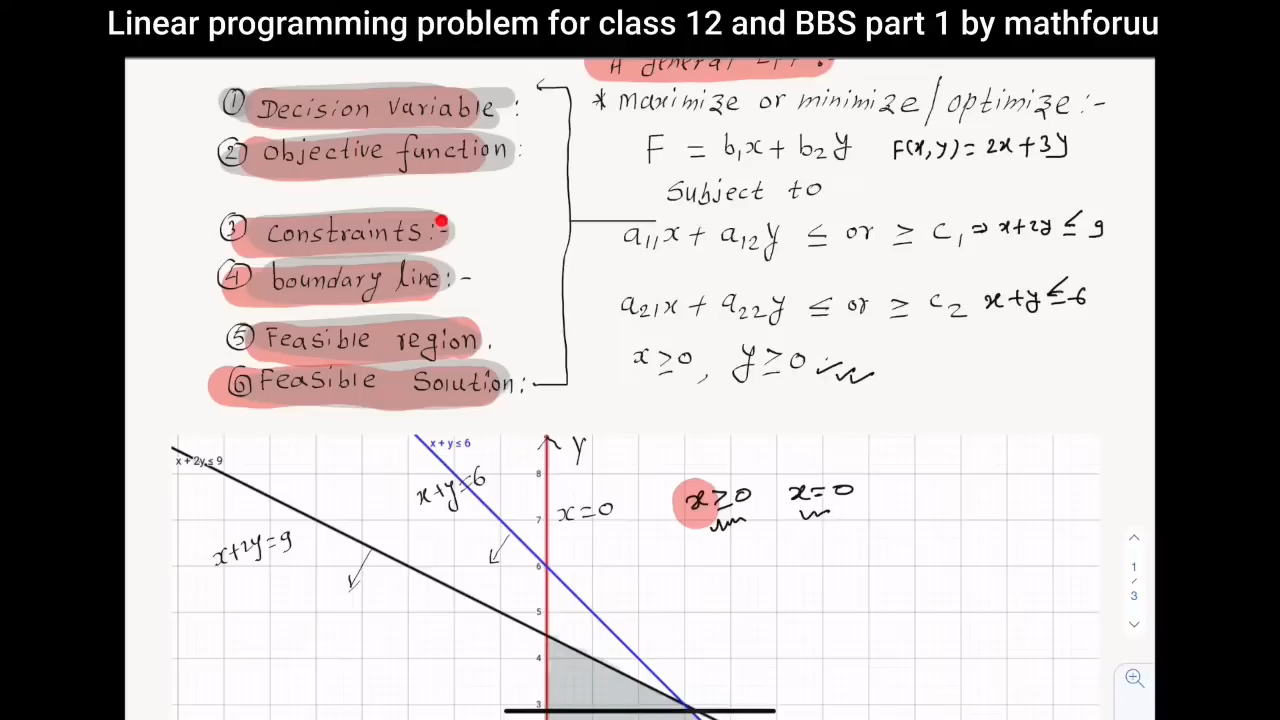 Linear programming problem for class 12 and BBS part 1 by mathforuu
A general LPP :-
① Decision Variable :
② objective function :
③ constraints :-
④ boundary line :-
⑤ Feasible region .
⑥ Feasible Solution :-
* Maximize or minimize / optimize :-
F = b₁x + b₂y F(x, y) = 2x + 3y
Subject to
a₁₁x + a₁₂y ≤ or ≥ c₁ ⇒ x+2y ≤ 9
a₂₁x + a₂₂y ≤ or ≥ c₂ x+y ≤ 6
x ≥ 0 , y ≥ 0
x + 2y ≤ 9
x + y ≤ 6
y
x+y=6
x = 0
x ≥ 0 x = 0
x+2y=9
8
7
6
5
4
3
1
/
3